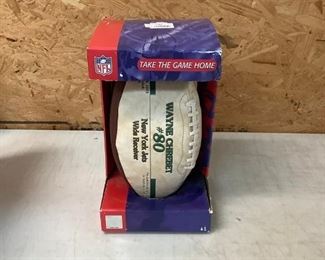 NFL
TAKE THE GAME HOME
WAYNE CHREBET
#80
New York Jets
Wide Receiver